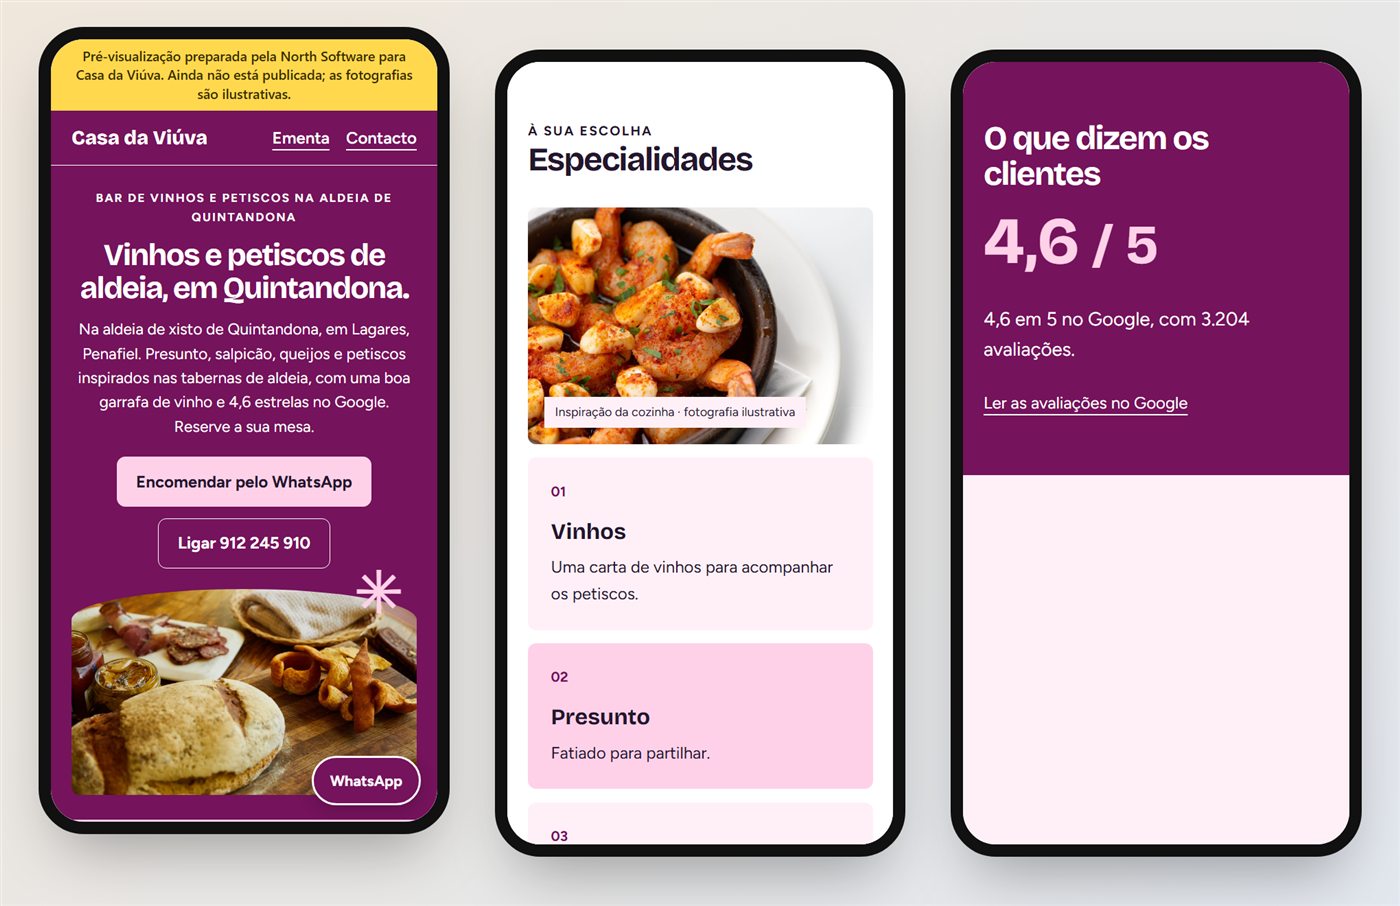 Pré-visualização preparada pela North Software para
Casa da Viúva. Ainda não está publicada; as fotografias
são ilustrativas.
Casa da Viúva
Ementa
Contacto
BAR DE VINHOS E PETISCOS NA ALDEIA DE
QUINTANDONA
Vinhos e petiscos de
aldeia, em Quintandona.
Na aldeia de xisto de Quintandona, em Lagares,
Penafiel. Presunto, salpicão, queijos e petiscos
inspirados nas tabernas de aldeia, com uma boa
garrafa de vinho e 4,6 estrelas no Google.
Reserve a sua mesa.
Encomendar pelo WhatsApp
Ligar 912 245 910
WhatsApp
À SUA ESCOLHA
Especialidades
Inspiração da cozinha · fotografia ilustrativa
01
Vinhos
Uma carta de vinhos para acompanhar
os petiscos.
02
Presunto
Fatiado para partilhar.
03
O que dizem os
clientes
4,6 / 5
4,6 em 5 no Google, com 3.204
avaliações.
Ler as avaliações no Google